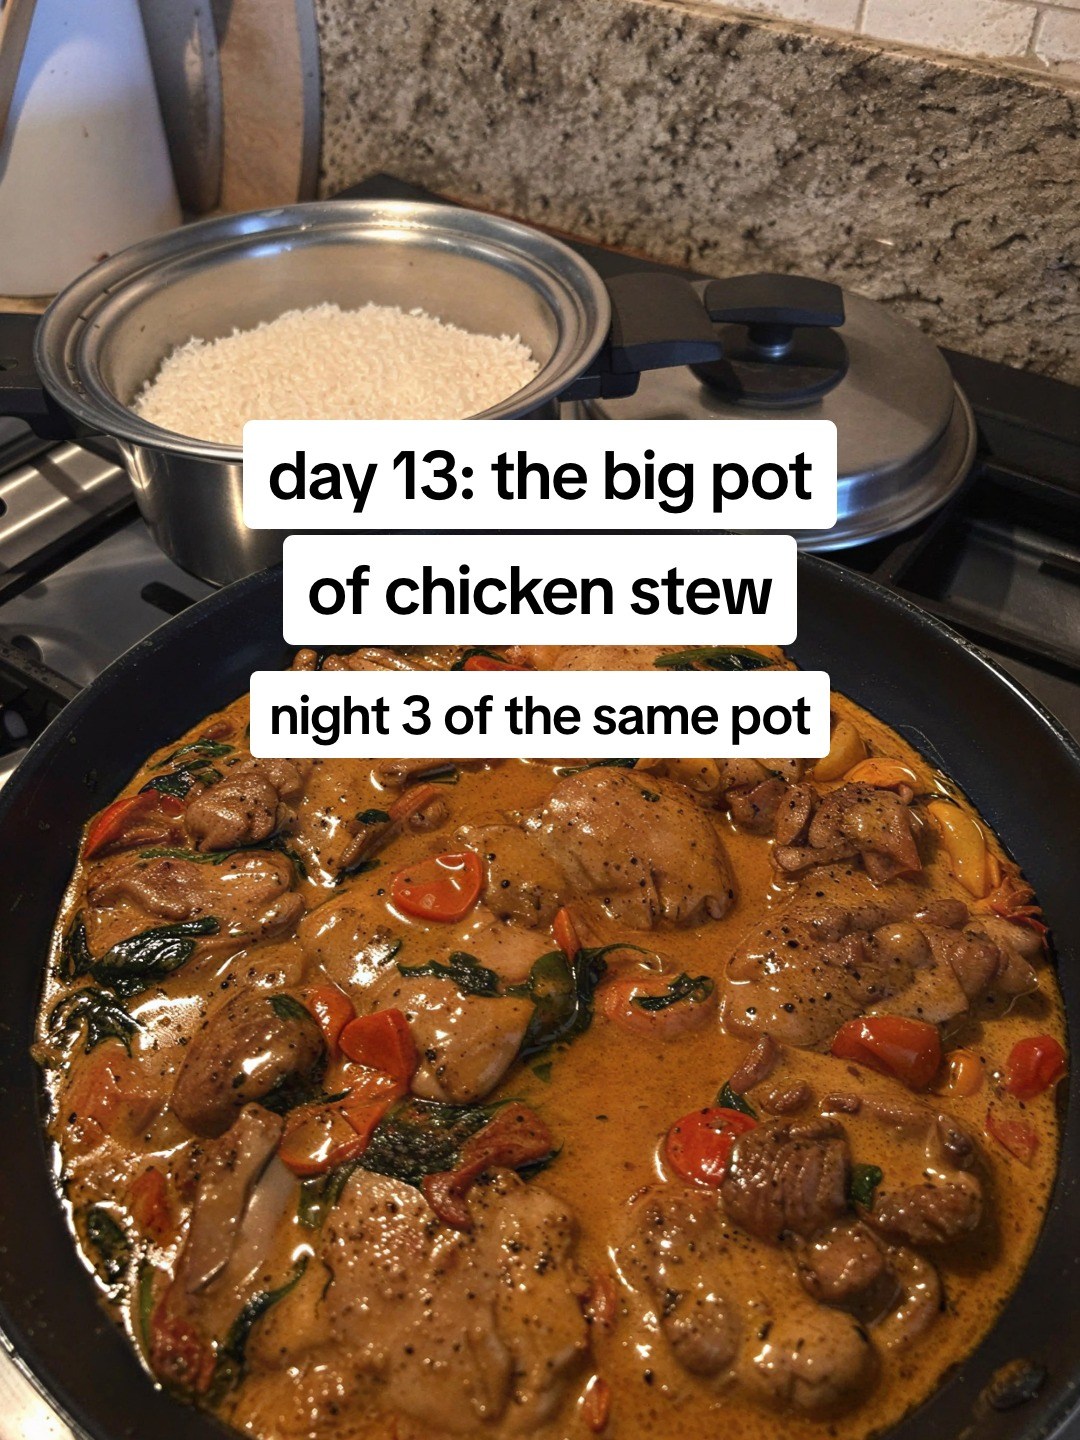 day 13: the big pot
of chicken stew
night 3 of the same pot